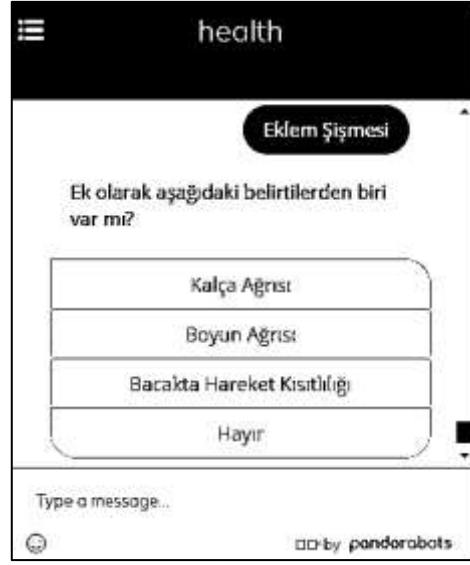 health
Eklem Şişmesi
Ek olarak aşağıdaki belirtilerden biri
var mı?
Kalça Ağrısı
Boyun Ağrısı
Bacakta Hareket Kısıtlılığı
Hayır
Type a message...
by pandorabots